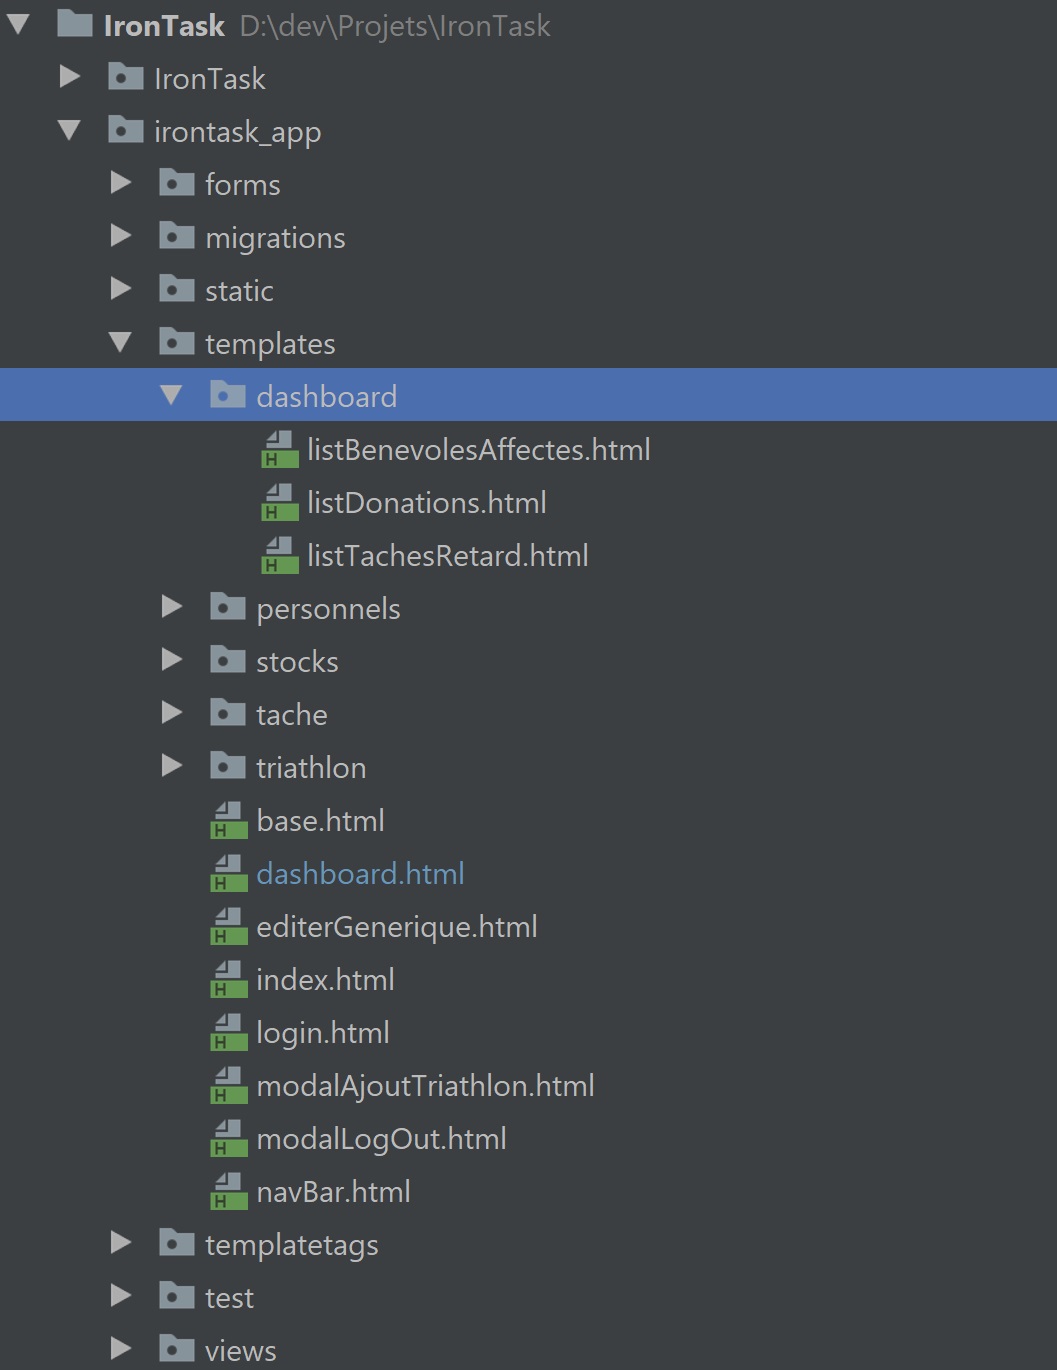 IronTask D:\dev\Projets\IronTask
IronTask
irontask_app
forms
migrations
static
templates
dashboard
H listBenevolesAffectes.html
H listDonations.html
H listTachesRetard.html
personnels
stocks
tache
triathlon
H base.html
H dashboard.html
H editerGenerique.html
H index.html
H login.html
H modalAjoutTriathlon.html
H modalLogOut.html
H navBar.html
templatetags
test
views